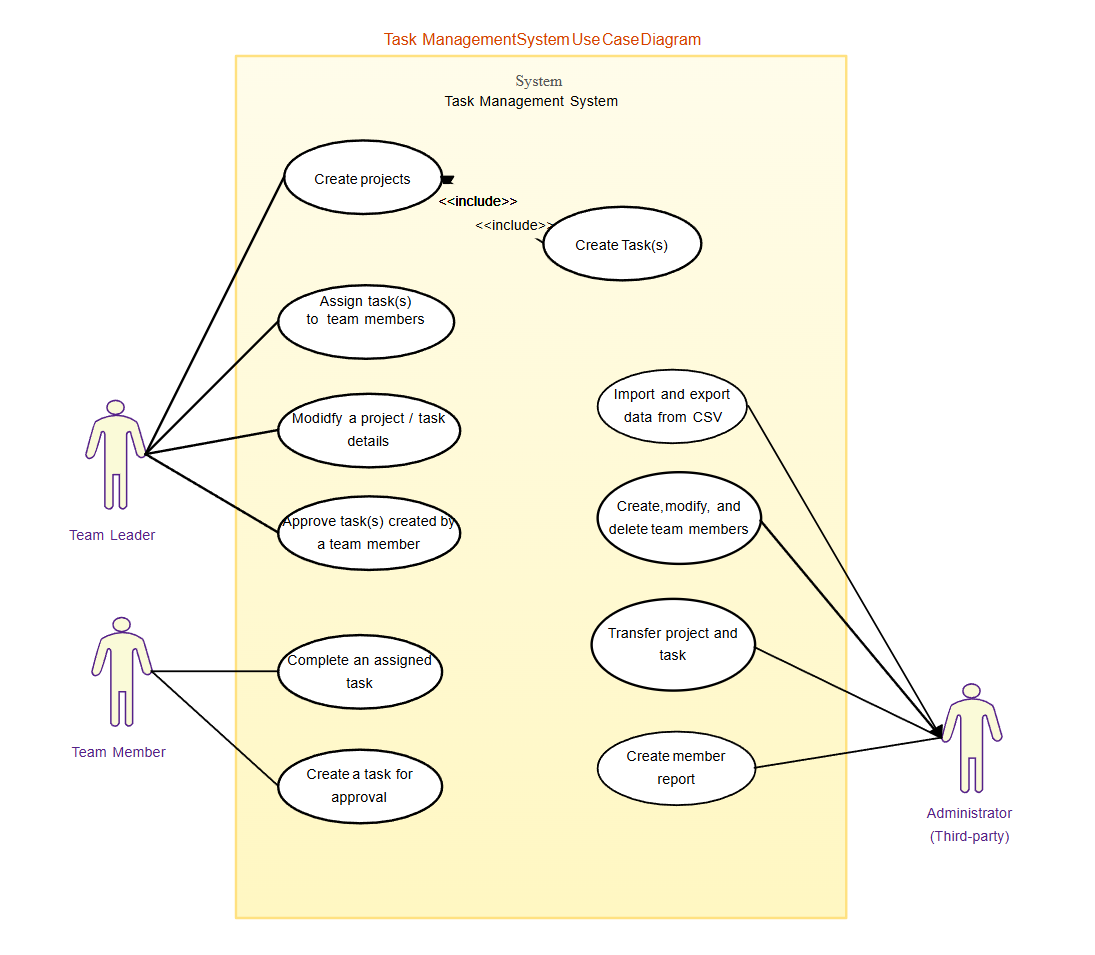 Task ManagementSystem Use Case Diagram
System
Task Management System
Create projects
<<include>>
<<include>>
Create Task(s)
Assign task(s)
to team members
Modidfy a project / task
details
Approve task(s) created by
a team member
Team Leader
Complete an assigned
task
Create a task for
approval
Team Member
Import and export
data from CSV
Create, modify, and
delete team members
Transfer project and
task
Create member
report
Administrator
(Third-party)